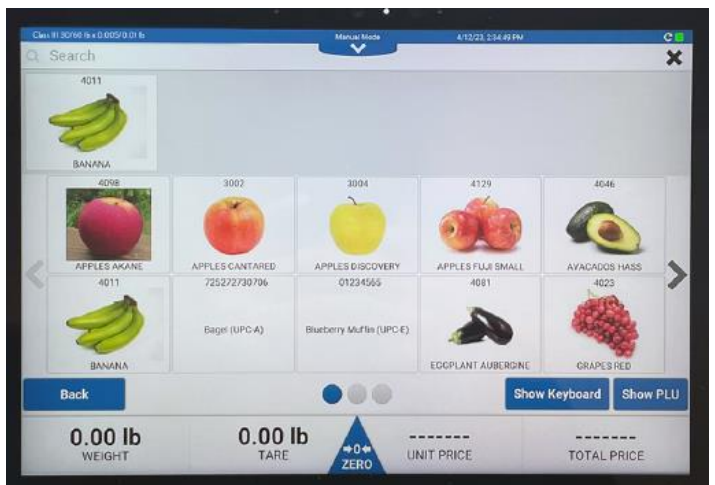 Class III 30/60 lb x 0.005/0.01 lb
Manual Mode
4/12/23, 2:34:49 PM
C
Search
4011
BANANA
4098
3002
3004
4129
4046
APPLES AKANE
APPLES CANTARED
APPLES DISCOVERY
APPLES FUJI SMALL
AVACADOS HASS
4011
725272730706
01234565
4081
4023
Bagel (UPC-A)
Blueberry Muffin (UPC-E)
BANANA
EGGPLANT AUBERGINE
GRAPES RED
Back
Show Keyboard
Show PLU
0.00 lb
0.00 lb
-------
-------
WEIGHT
TARE
0
ZERO
UNIT PRICE
TOTAL PRICE